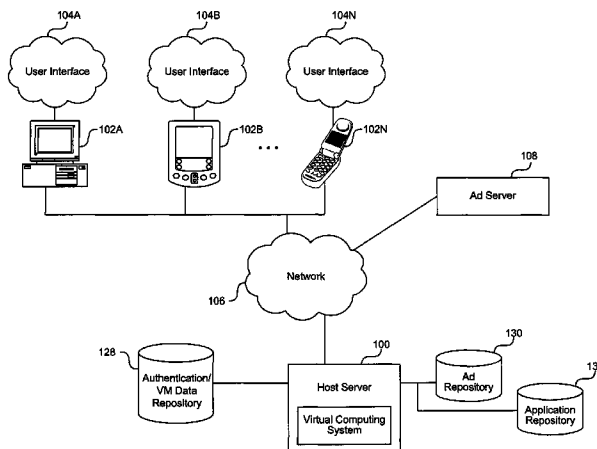 104A
104B
104N
User Interface
User Interface
User Interface
102A
102B
...
102N
108
Ad Server
Network
106
128
Authentication/
VM Data
Repository
100
Host Server
Virtual Computing
System
130
Ad
Repository
13
Application
Repository